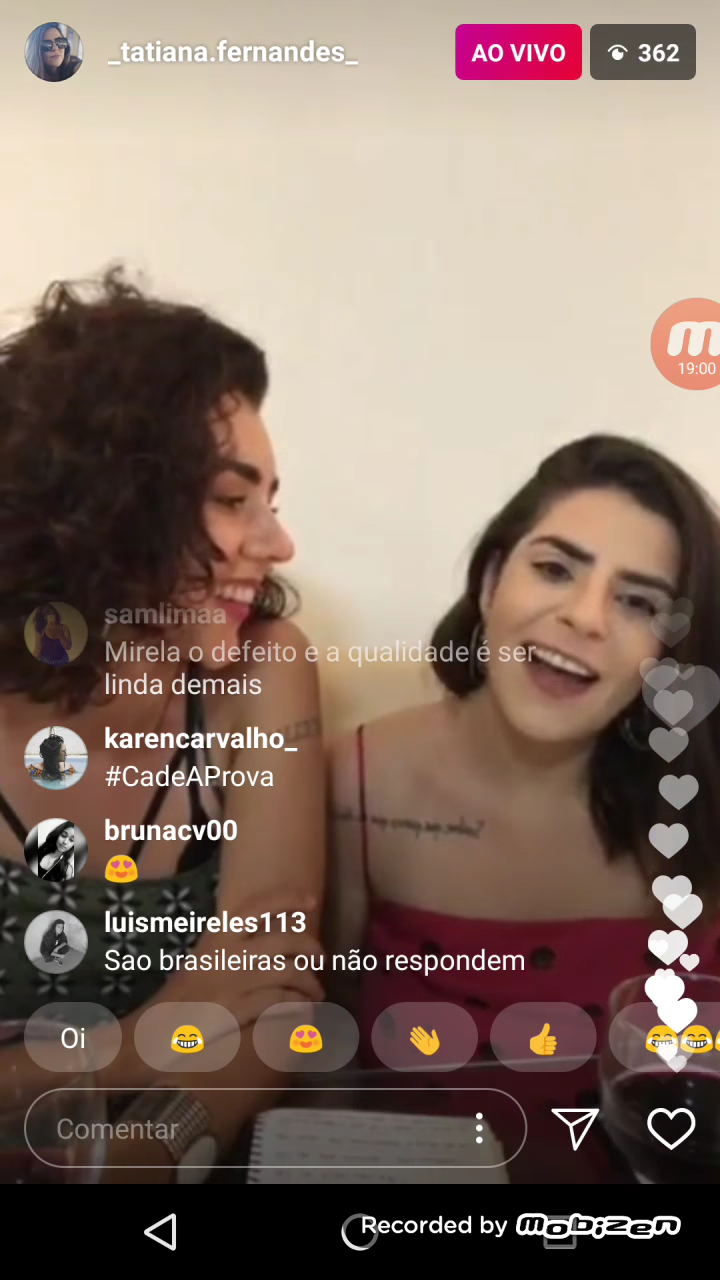 _tatiana.fernandes_
AO VIVO
362
19:00
samlimaa
Mirela o defeito e a qualidade é ser
linda demais
karencarvalho_
#CadeAProva
brunacv00
😍
luismeireles113
Sao brasileiras ou não respondem
Oi
😂
😍
👏
👍
😂😂
Comentar
Recorded by mobizen